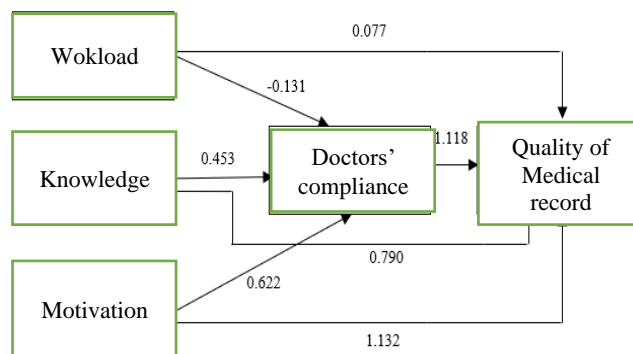 0.077
Wokload
-0.131
Doctors’
compliance
1.118
Quality of
Medical
record
0.453
Knowledge
0.790
0.622
Motivation
1.132